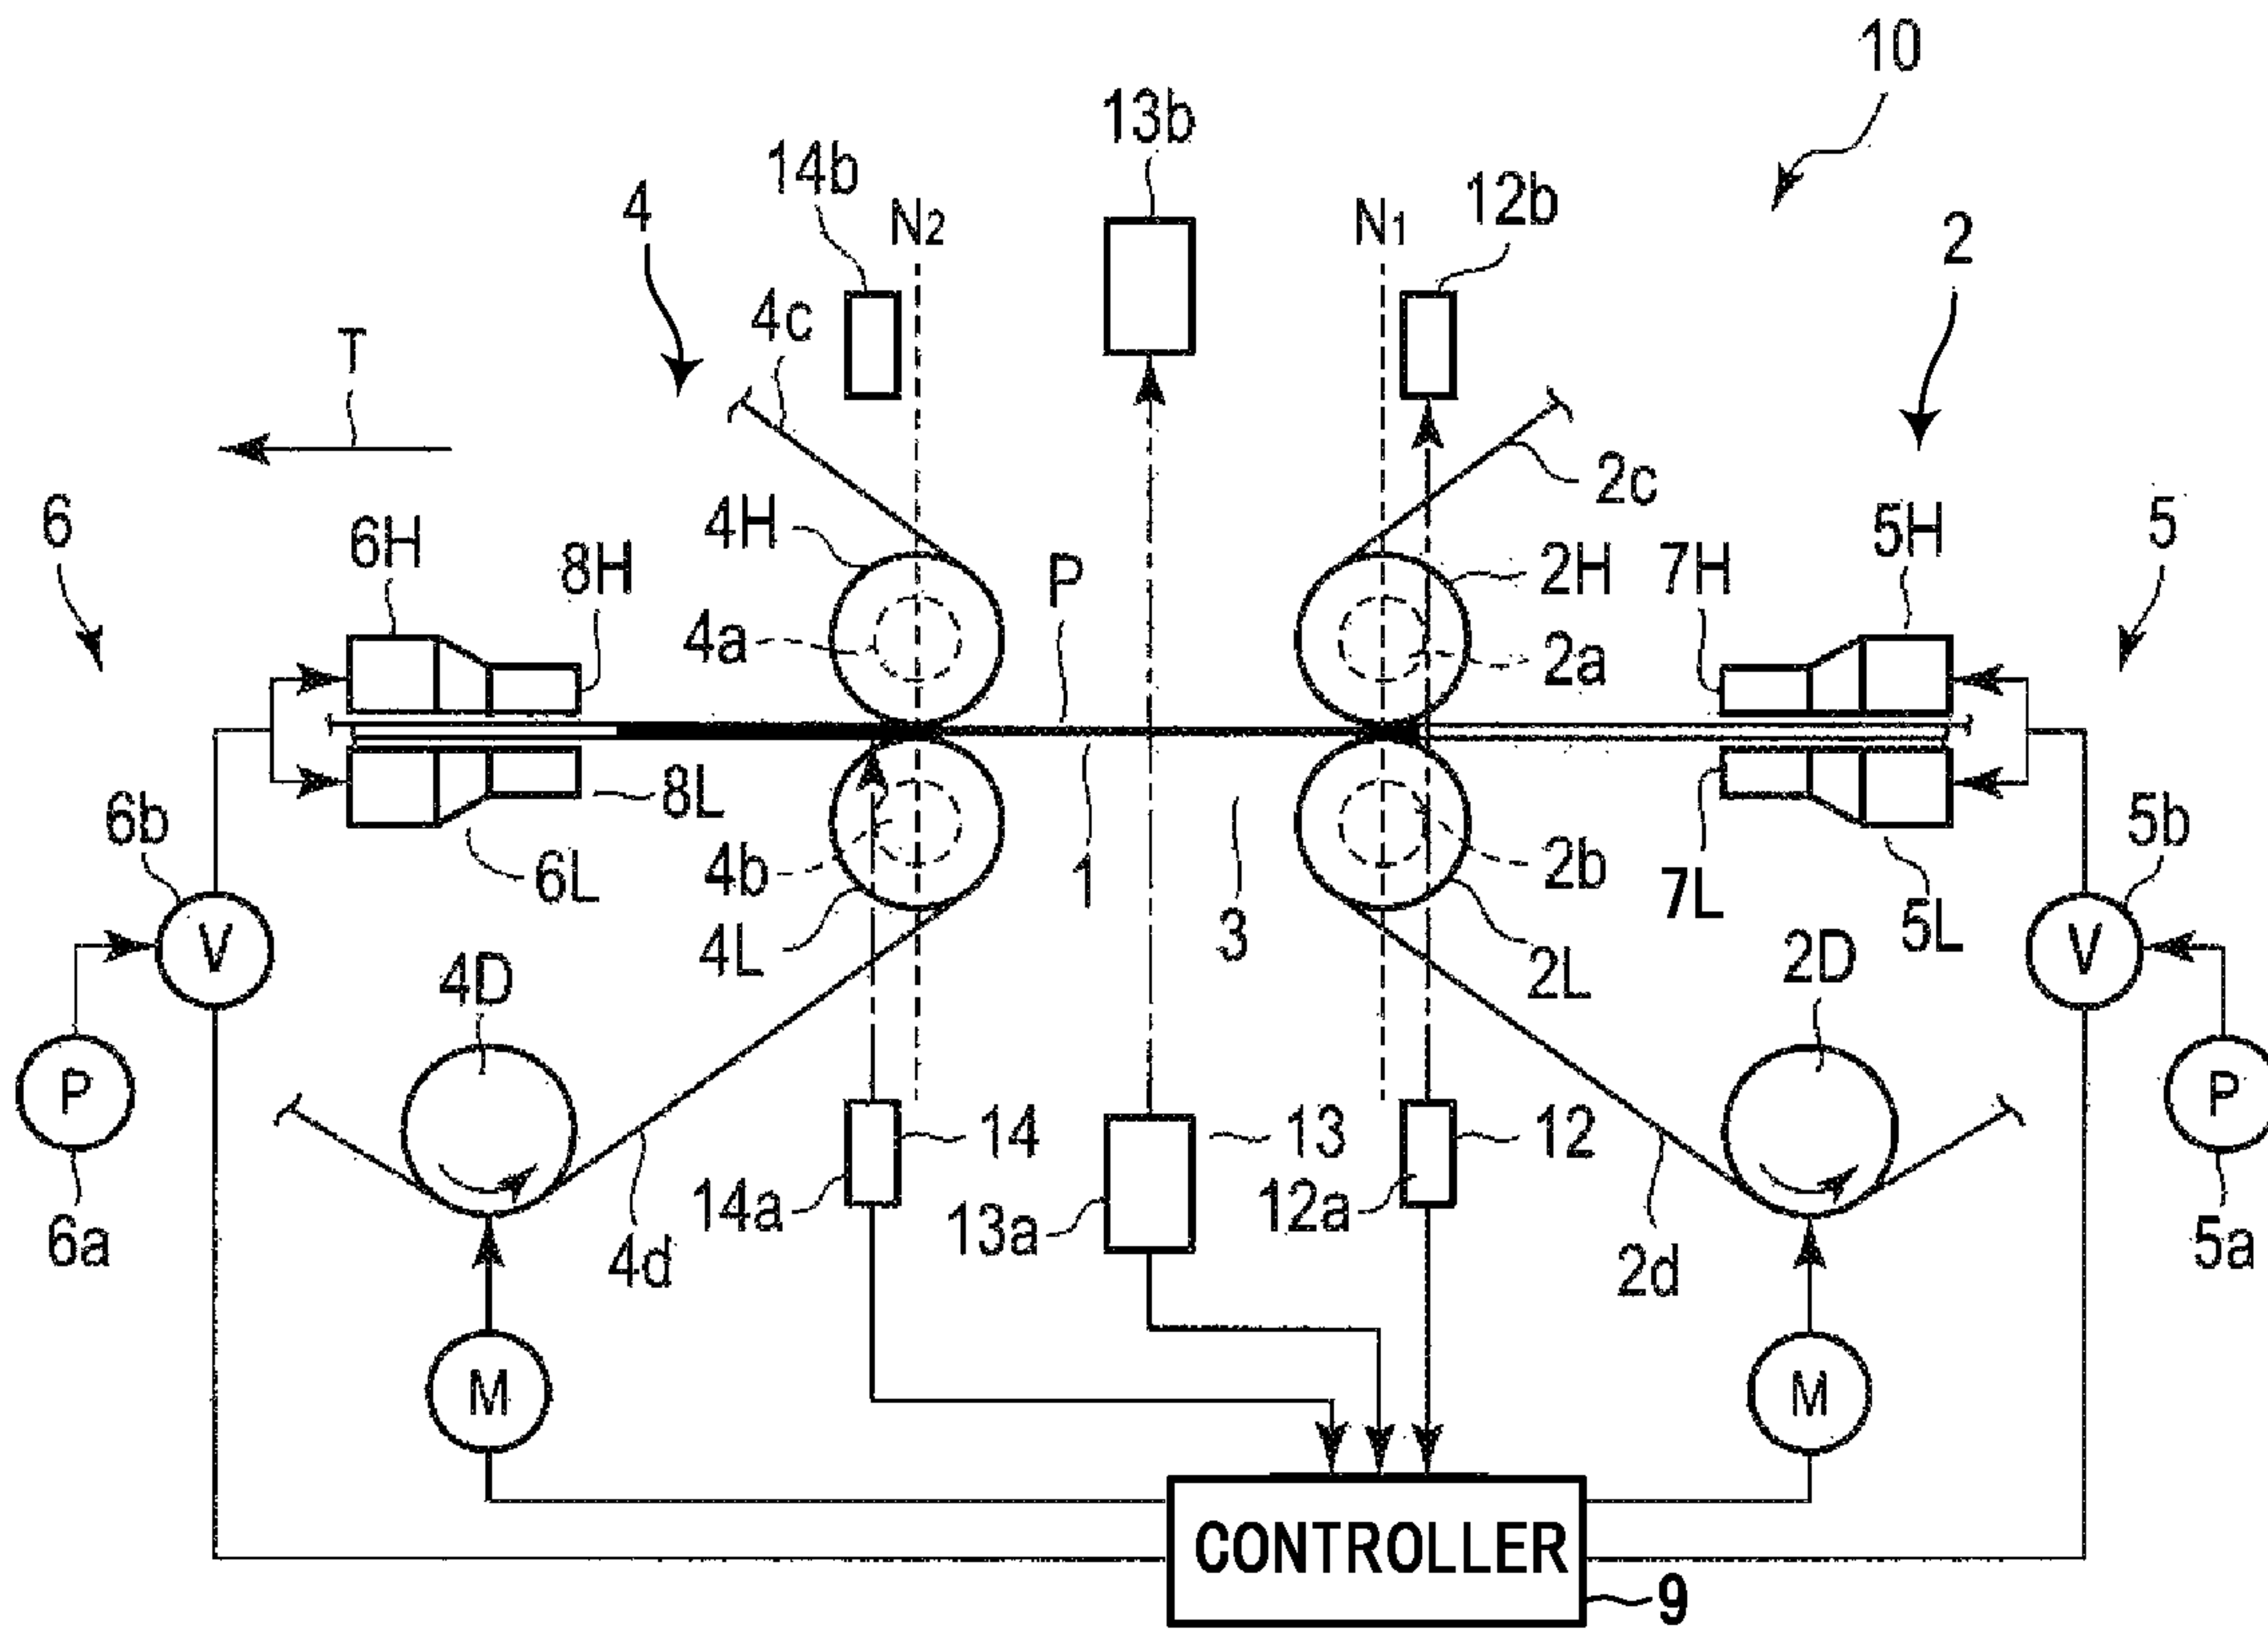 10
13b
14b
N2
N1
12b
4
2
4c
T
2c
6
6H
8H
4H
P
2H
7H
5H
5
4a
2a
6b
8L
6L
4b
4L
1
3
2b
2L
7L
5L
5b
V
4D
2D
V
P
14
13
12
P
6a
4d
14a
13a
12a
2d
5a
M
M
CONTROLLER
9